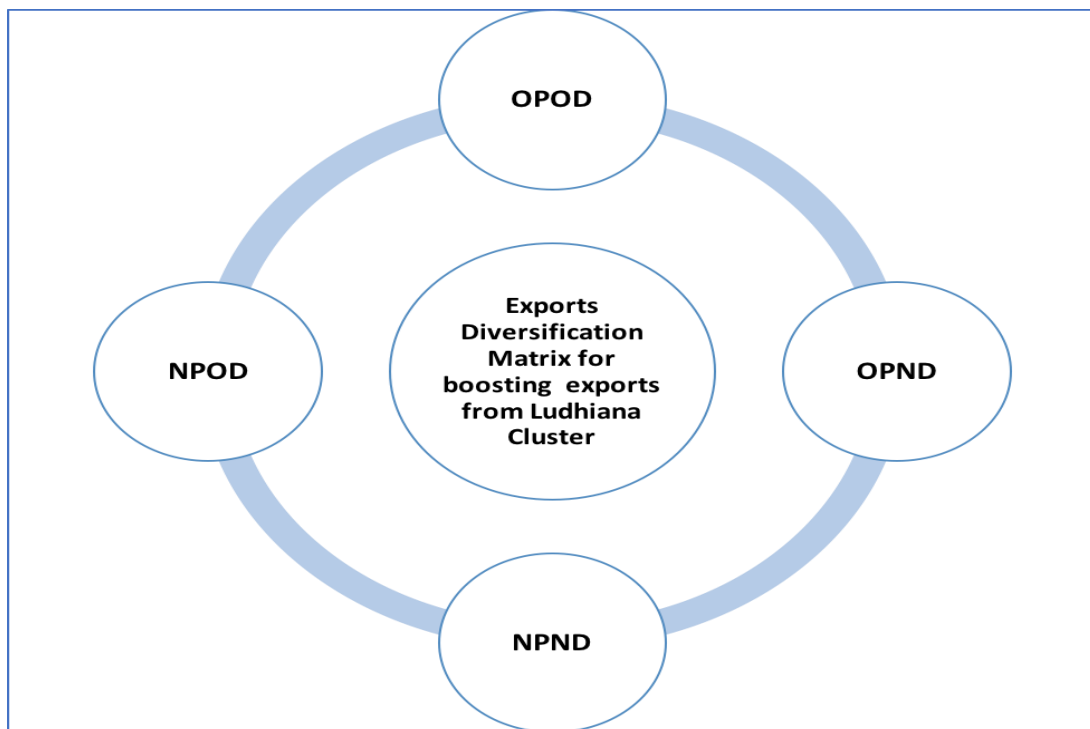 OPOD
Exports
Diversification
Matrix for
boosting exports
from Ludhiana
Cluster
NPOD
OPND
NPND